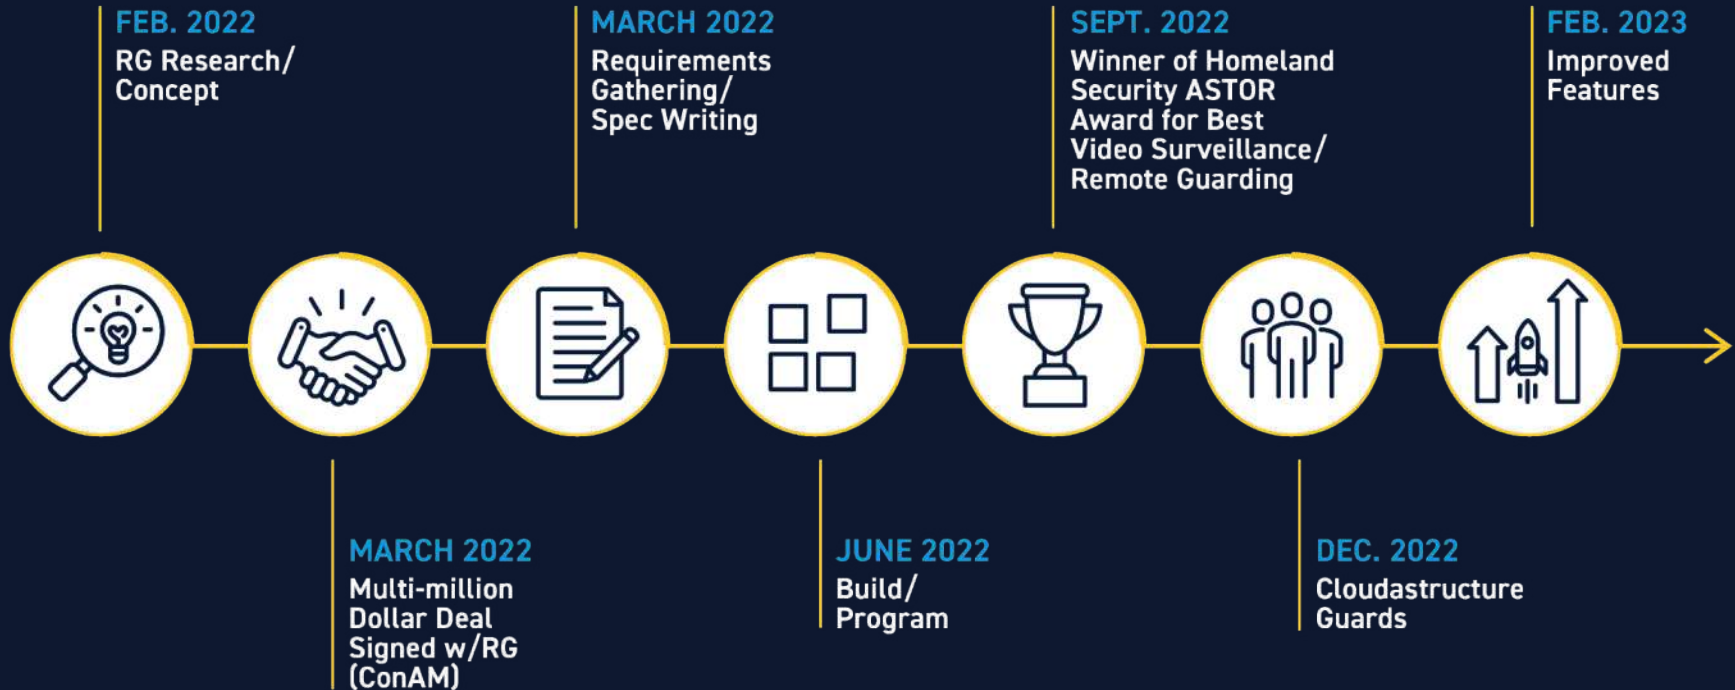 FEB. 2022
RG Research/
Concept
MARCH 2022
Multi-million
Dollar Deal
Signed w/RG
(ConAM)
MARCH 2022
Requirements
Gathering/
Spec Writing
JUNE 2022
Build/
Program
SEPT. 2022
Winner of Homeland
Security ASTOR
Award for Best
Video Surveillance/
Remote Guarding
DEC. 2022
Cloudastructure
Guards
FEB. 2023
Improved
Features